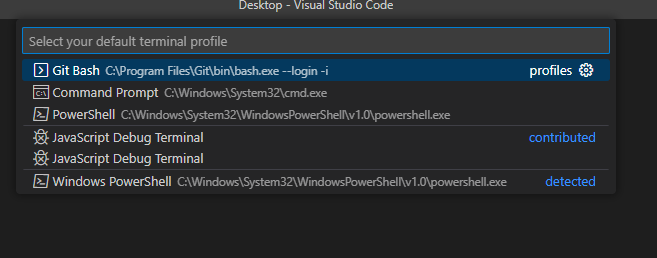 Desktop - Visual Studio Code
Select your default terminal profile
Git Bash C:\Program Files\Git\bin\bash.exe --login -i profiles
Command Prompt C:\Windows\System32\cmd.exe
PowerShell C:\Windows\System32\WindowsPowerShell\v1.0\powershell.exe
JavaScript Debug Terminal contributed
JavaScript Debug Terminal
Windows PowerShell C:\Windows\System32\WindowsPowerShell\v1.0\powershell.exe detected